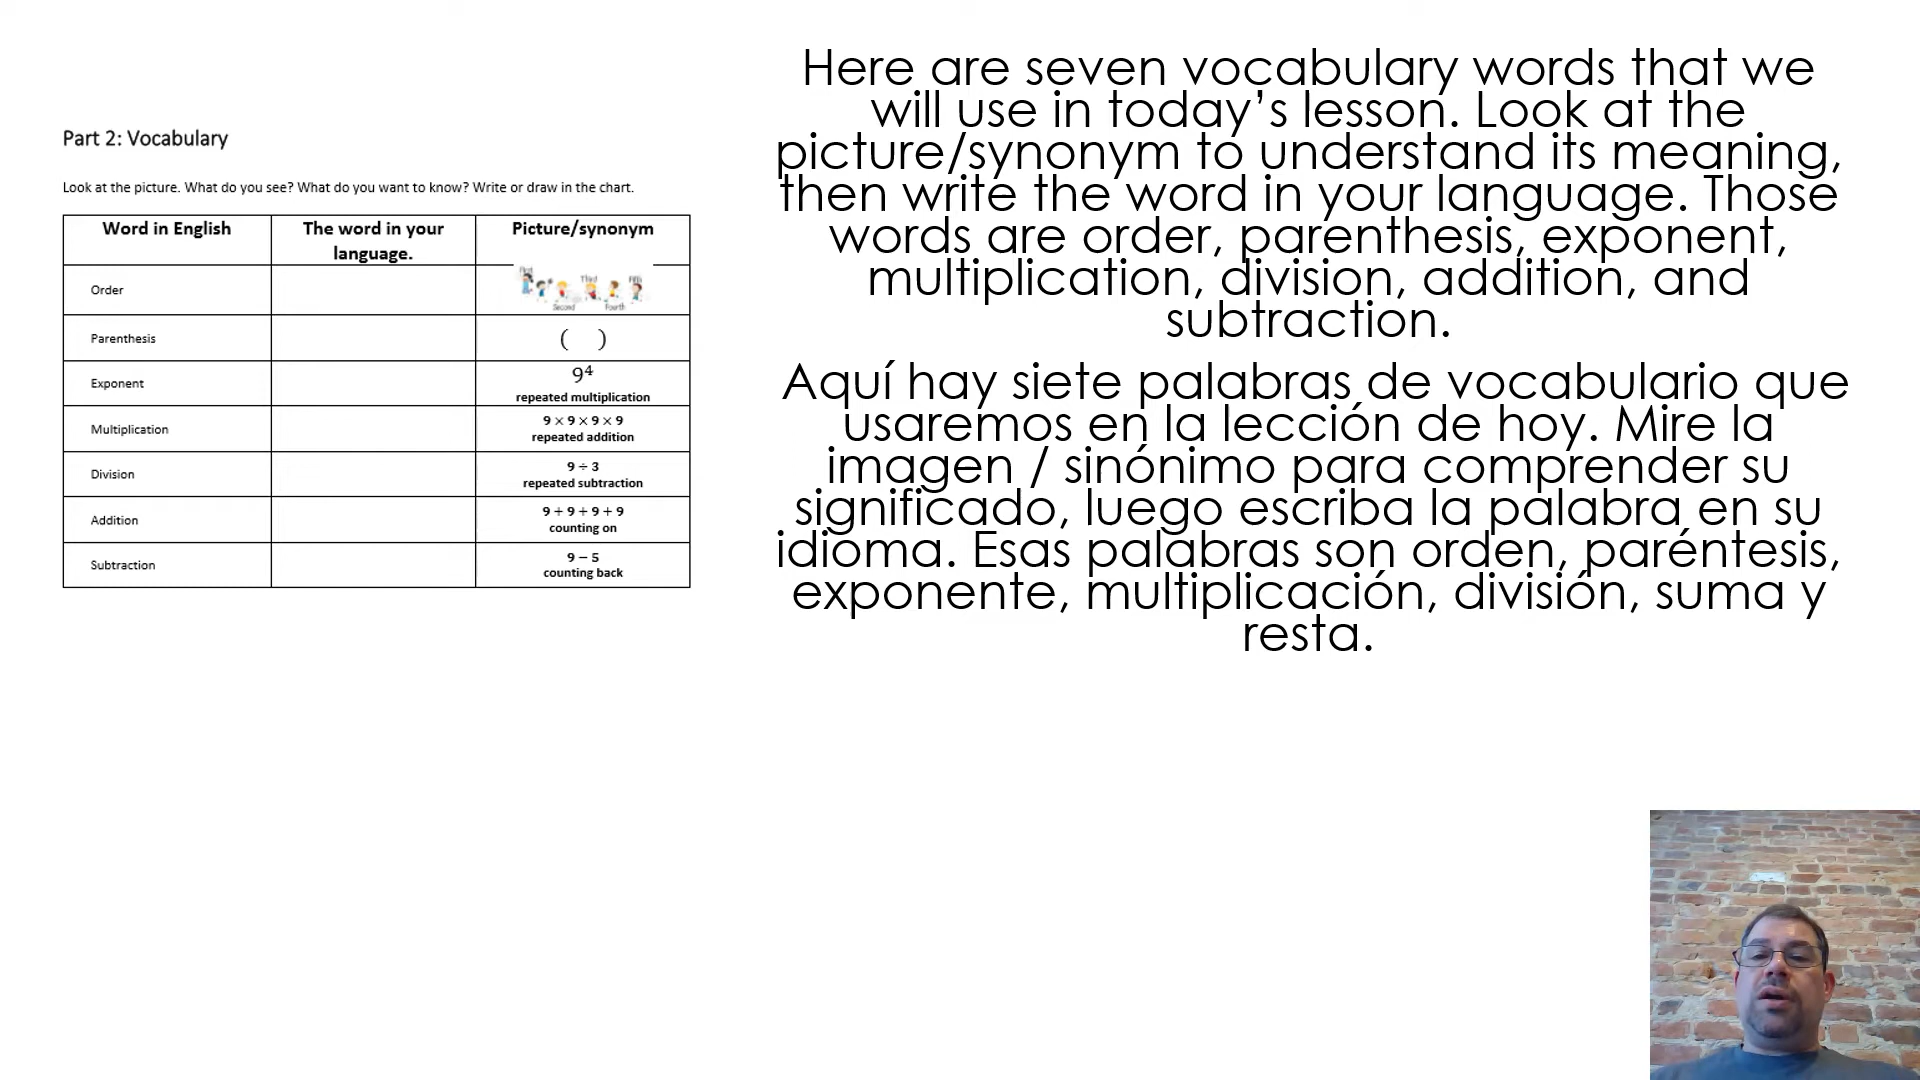 Part 2: Vocabulary
Look at the picture. What do you see? What do you want to know? Write or draw in the chart.
Word in English
The word in your
language.
Picture/synonym
Order
First
Third
Fifth
Second
Fourth
Parenthesis
( )
Exponent
9⁴
repeated multiplication
Multiplication
9 × 9 × 9 × 9
repeated addition
Division
9 ÷ 3
repeated subtraction
Addition
9 + 9 + 9 + 9
counting on
Subtraction
9 − 5
counting back
Here are seven vocabulary words that we
will use in today’s lesson. Look at the
picture/synonym to understand its meaning,
then write the word in your language. Those
words are order, parenthesis, exponent,
multiplication, division, addition, and
subtraction.
Aquí hay siete palabras de vocabulario que
usaremos en la lección de hoy. Mire la
imagen / sinónimo para comprender su
significado, luego escriba la palabra en su
idioma. Esas palabras son orden, paréntesis,
exponente, multiplicación, división, suma y
resta.